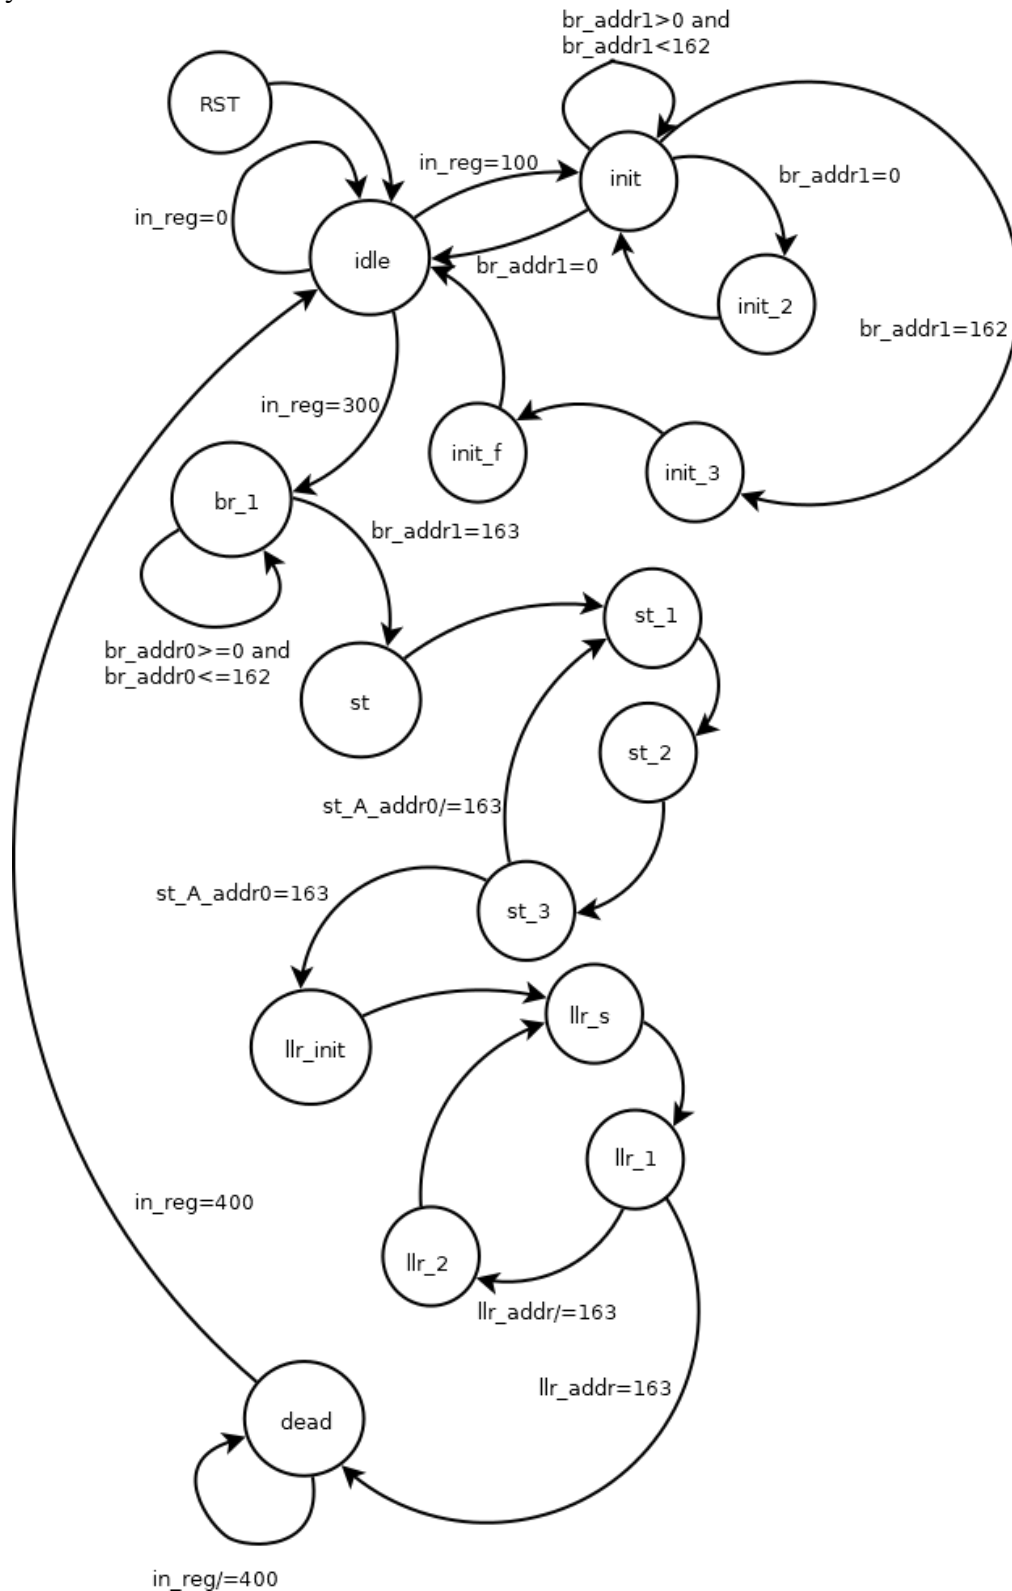 br_addr1>0 and
br_addr1<162
RST
in_reg=100
init
br_addr1=0
in_reg=0
idle
br_addr1=0
init_2
br_addr1=162
in_reg=300
init_f
init_3
br_1
br_addr1=163
st_1
br_addr0>=0 and
br_addr0<=162
st
st_2
st_A_addr0/=163
st_A_addr0=163
st_3
llr_s
llr_init
llr_1
in_reg=400
llr_2
llr_addr/=163
llr_addr=163
dead
in_reg/=400